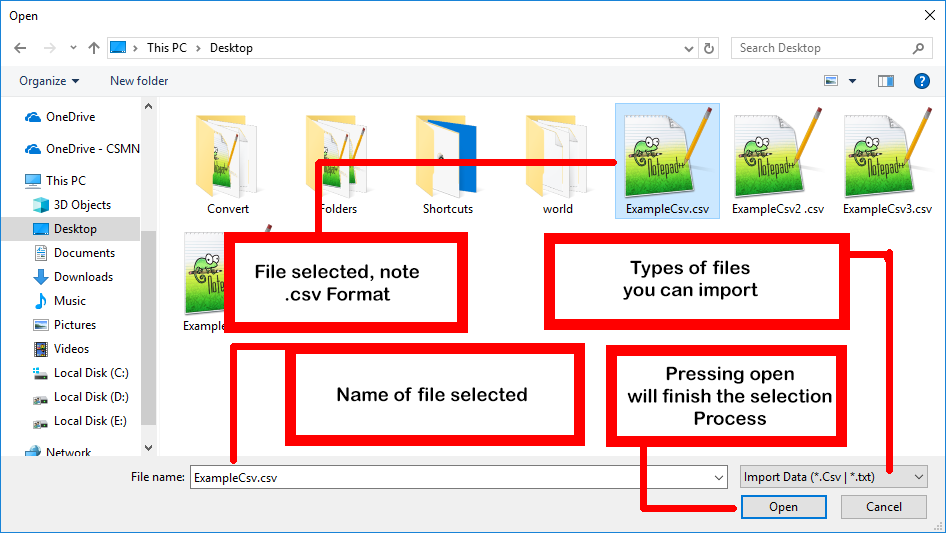 Open
This PC
Desktop
Search Desktop
Organize
New folder
OneDrive
OneDrive - CSMN
This PC
3D Objects
Desktop
Documents
Downloads
Music
Pictures
Videos
Local Disk (C:)
Local Disk (D:)
Local Disk (E:)
Network
Notepad++
Notepad++
Notepad++
Convert
Folders
Shortcuts
world
ExampleCsv.csv
ExampleCsv2 .csv
ExampleCsv3.csv
Example
File selected, note
.csv Format
Types of files
you can import
Name of file selected
Pressing open
will finish the selection
Process
File name:
ExampleCsv.csv
Import Data (*.Csv | *.txt)
Open
Cancel